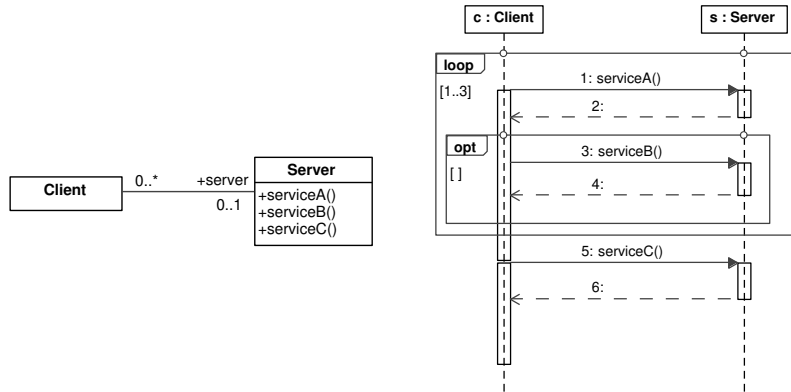 Client
0..*
+server
0..1
Server
+serviceA()
+serviceB()
+serviceC()
c : Client
s : Server
loop
[1..3]
1: serviceA()
2:
opt
[ ]
3: serviceB()
4:
5: serviceC()
6: